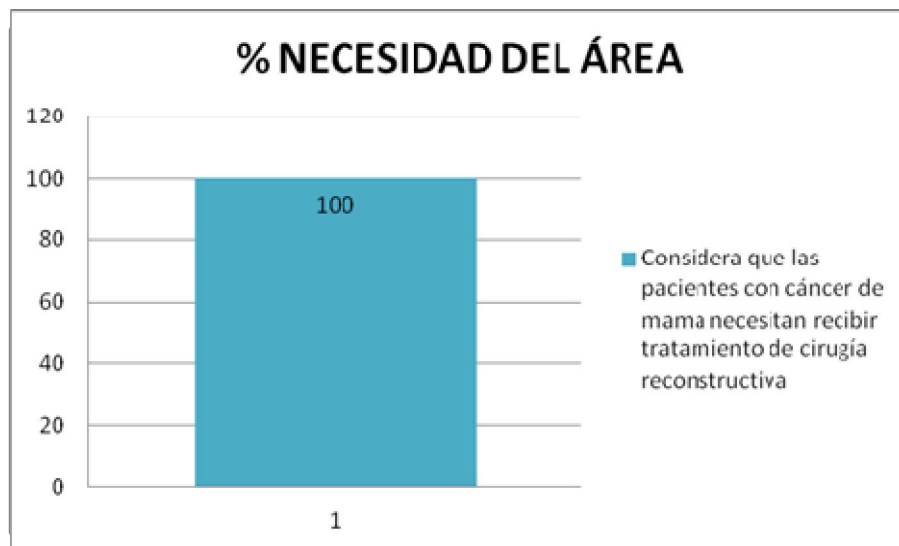 % NECESIDAD DEL ÁREA
120
100
80
60
40
20
0
100
1
Considera que las
pacientes con cáncer de
mama necesitan recibir
tratamiento de cirugía
reconstructiva